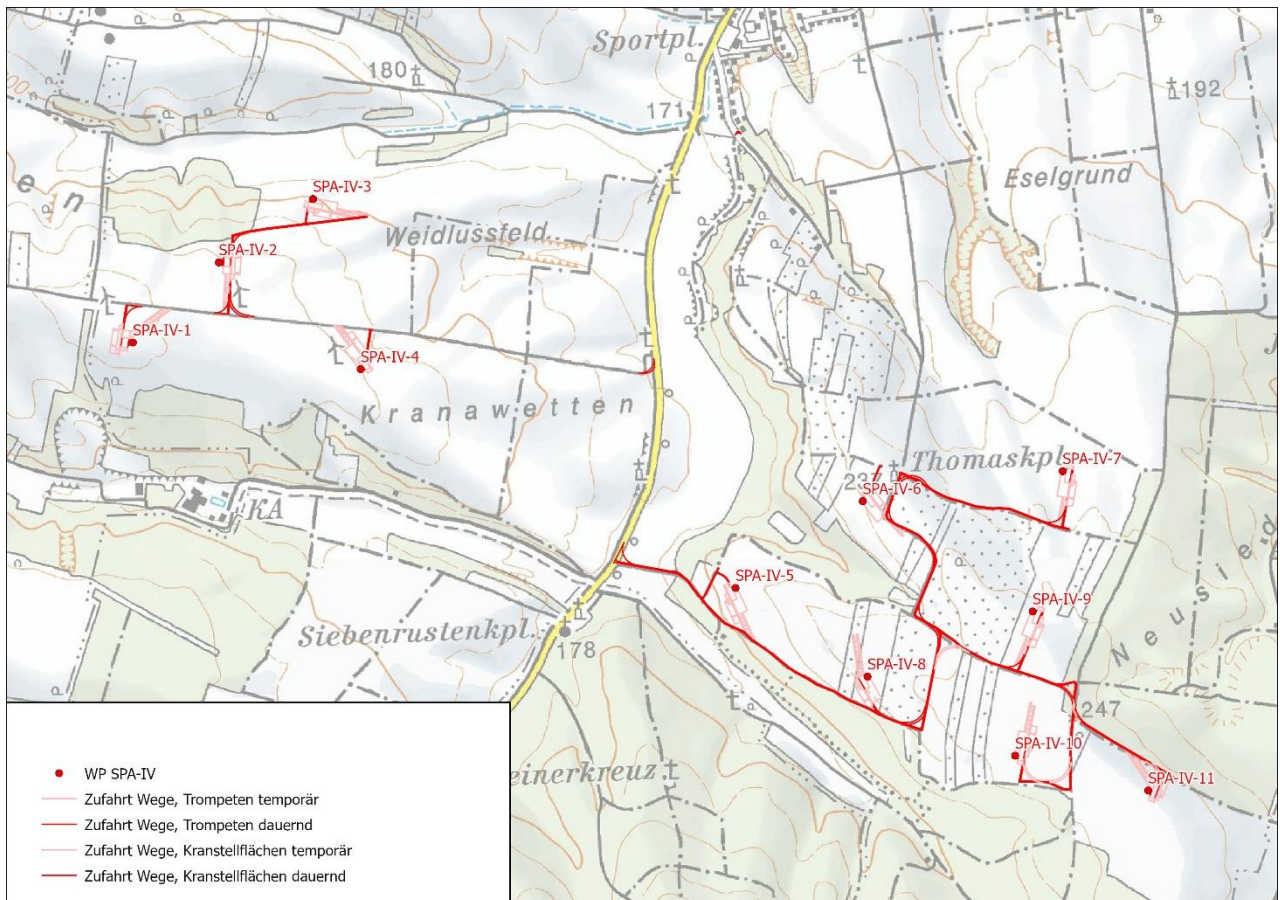 Sportpl.
180
171
192
Eselgrund
en
SPA-IV-3
Weidlussfeld
SPA-IV-2
SPA-IV-1
SPA-IV-4
Kranawetten
Thomaskpl.
SPA-IV-7
237
SPA-IV-6
KA
SPA-IV-5
SPA-IV-9
Siebenrustenkpl.
178
SPA-IV-8
Neusied
247
SPA-IV-10
einerkreuz
SPA-IV-11
WP SPA-IV
Zufahrt Wege, Trompeten temporär
Zufahrt Wege, Trompeten dauernd
Zufahrt Wege, Kranstellflächen temporär
Zufahrt Wege, Kranstellflächen dauernd